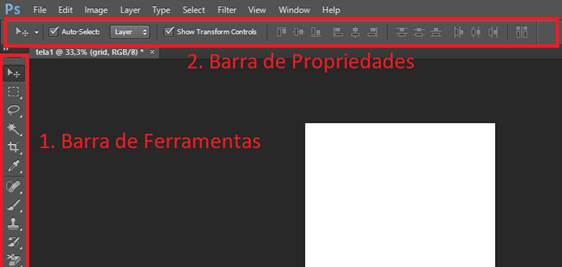 Ps File Edit Image Layer Type Select Filter View Window Help
Auto-Select: Layer Show Transform Controls
tela1 @ 33,3% (grid, RGB/8) * ×
2. Barra de Propriedades
1. Barra de Ferramentas